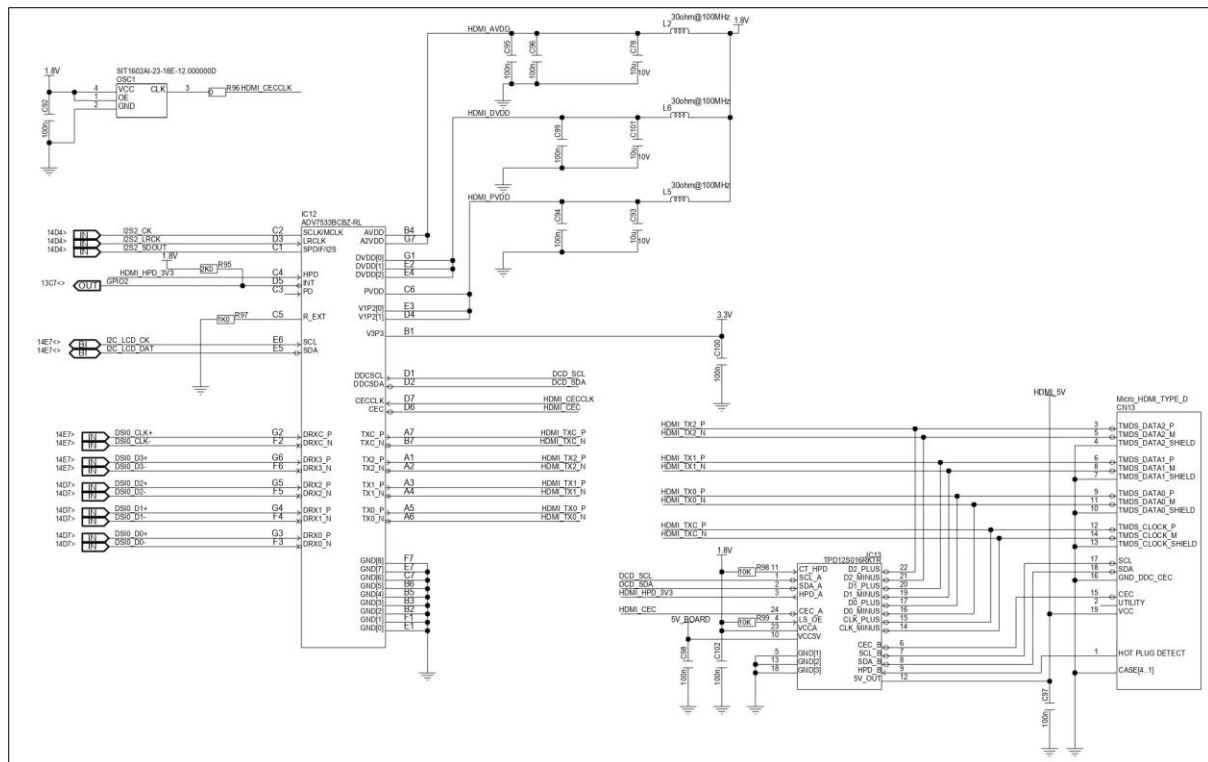 30ohm@100MHz
L2
1.8V
HDMI_AVDD
C95
100n
C96
100n
C78
10u
10V
SIT1602AI-23-18E-12.000000D
OSC1
1.8V
4 VCC CLK 3 0 R96 HDMI_CECCLK
1 OE
2 GND
C92
100n
30ohm@100MHz
L6
HDMI_DVDD
C99
100n
C101
10u
10V
30ohm@100MHz
L5
HDMI_PVDD
C94
100n
C93
10u
10V
IC12
ADV7533BCBZ-RL
14D4> IN I2S2_CK C2 SCLK/MCLK AVDD B4
14D4> IN I2S2_LRCK D3 LRCLK A2VDD G7
14D4> IN I2S2_SDOUT C1 SPDIF/I2S
1.8V
2K0 R95
DVDD[0] G1
DVDD[1] E2
DVDD[2] E4
HDMI_HPD_3V3 C4 HPD
13C7<> OUT GPIO2 D5 INT
C3 PD
PVDD C6
V1P2[0] E3
V1P2[1] D4
1K0 R97 C5 R_EXT
V3P3 B1
3.3V
C100
100n
14E7<> BI I2C_LCD_CK E6 SCL
14E7<> BI I2C_LCD_DAT E5 SDA
DDCSCL D1 DCD_SCL
DDCSDA D2 DCD_SDA
CECCLK D7 HDMI_CECCLK
CEC D6 HDMI_CEC
14E7> IN DSI0_CLK+ G2 DRXC_P TXC_P A7 HDMI_TXC_P
14E7> IN DSI0_CLK- F2 DRXC_N TXC_N B7 HDMI_TXC_N
14E7> IN DSI0_D3+ G6 DRX3_P TX2_P A1 HDMI_TX2_P
14E7> IN DSI0_D3- F6 DRX3_N TX2_N A2 HDMI_TX2_N
14D7> IN DSI0_D2+ G5 DRX2_P TX1_P A3 HDMI_TX1_P
14D7> IN DSI0_D2- F5 DRX2_N TX1_N A4 HDMI_TX1_N
14D7> IN DSI0_D1+ G4 DRX1_P TX0_P A5 HDMI_TX0_P
14D7> IN DSI0_D1- F4 DRX1_N TX0_N A6 HDMI_TX0_N
14D7> IN DSI0_D0+ G3 DRX0_P
14D7> IN DSI0_D0- F3 DRX0_N
GND[8] F7
GND[7] E7
GND[6] C7
GND[5] B6
GND[4] B5
GND[3] B3
GND[2] B2
GND[1] F1
GND[0] E1
HDMI_5V
Micro_HDMI_TYPE_D
CN13
HDMI_TX2_P 3 TMDS_DATA2_P
HDMI_TX2_N 5 TMDS_DATA2_M
4 TMDS_DATA2_SHIELD
HDMI_TX1_P 6 TMDS_DATA1_P
HDMI_TX1_N 8 TMDS_DATA1_M
7 TMDS_DATA1_SHIELD
HDMI_TX0_P 9 TMDS_DATA0_P
HDMI_TX0_N 11 TMDS_DATA0_M
10 TMDS_DATA0_SHIELD
HDMI_TXC_P 12 TMDS_CLOCK_P
HDMI_TXC_N 14 TMDS_CLOCK_M
13 TMDS_CLOCK_SHIELD
17 SCL
18 SDA
16 GND_DDC_CEC
15 CEC
2 UTILITY
19 VCC
1 HOT PLUG DETECT
CASE[4..1]
IC13
TPD12S016RKTR
1.8V
10K R98 11 CT_HPD D2_PLUS 22
DCD_SCL 1 SCL_A D2_MINUS 21
DCD_SDA 2 SDA_A D1_PLUS 20
HDMI_HPD_3V3 3 HPD_A D1_MINUS 19
D0_PLUS 17
HDMI_CEC 24 CEC_A D0_MINUS 16
10K R99 4 LS_OE CLK_PLUS 15
5V_BOARD 23 VCCA CLK_MINUS 14
10 VCC5V
CEC_B 6
5 GND[1] SCL_B 7
13 GND[2] SDA_B 8
18 GND[3] HPD_B 9
5V_OUT 12
C98
100n
C102
100n
C97
100n